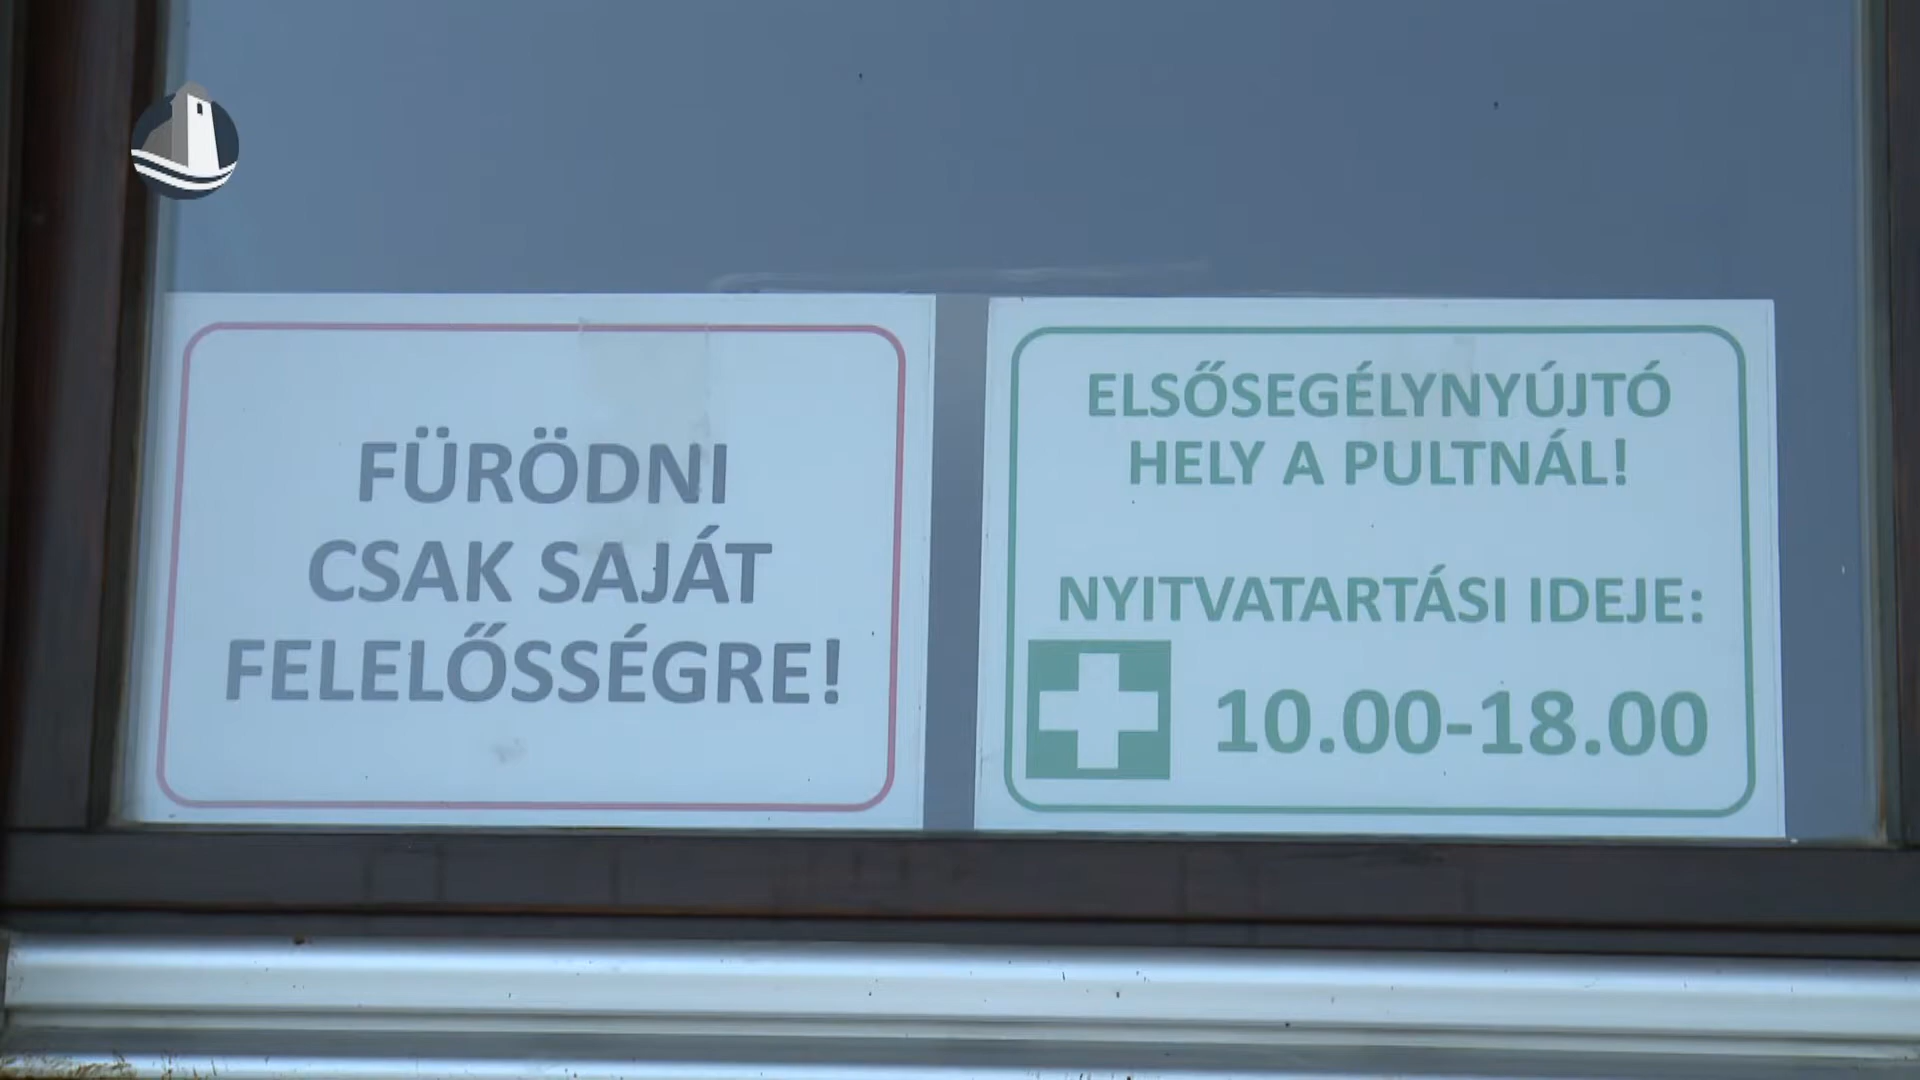 FÜRÖDNI
CSAK SAJÁT
FELELŐSSÉGRE!
ELSŐSEGÉLYNYÚJTÓ
HELY A PULTNÁL!
NYITVATARTÁSI IDEJE:
10.00-18.00